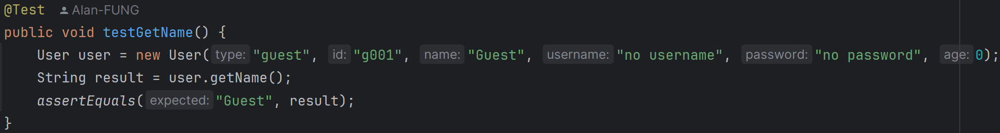 @Test Alan-FUNG
public void testGetName() {
    User user = new User( type: "guest", id: "g001", name: "Guest", username: "no username", password: "no password", age: 0);
    String result = user.getName();
    assertEquals( expected: "Guest", result);
}